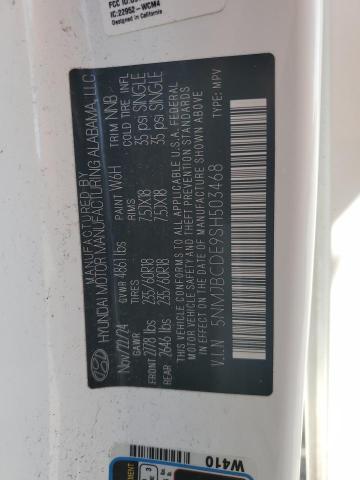 FCC ID:
IC:22952-WCM4
Designed in California
MANUFACTURED BY
HYUNDAI MOTOR MANUFACTURING ALABAMA, LLC
Nov/22/24 GVWR 4861 lbs PAINT W6H TRIM NNB
GAWR TIRES RIMS COLD TIRE INFL
FRONT 2778 lbs 235/60R18 7.5JX18 35 psi SINGLE
REAR 2646 lbs 235/60R18 7.5JX18 35 psi SINGLE
THIS VEHICLE CONFORMS TO ALL APPLICABLE U.S.A. FEDERAL
MOTOR VEHICLE SAFETY AND THEFT PREVENTION STANDARDS
IN EFFECT ON THE DATE OF MANUFACTURE SHOWN ABOVE.
V.I.N 5NMJBCDE9SH503468 TYPE: MPV
W410